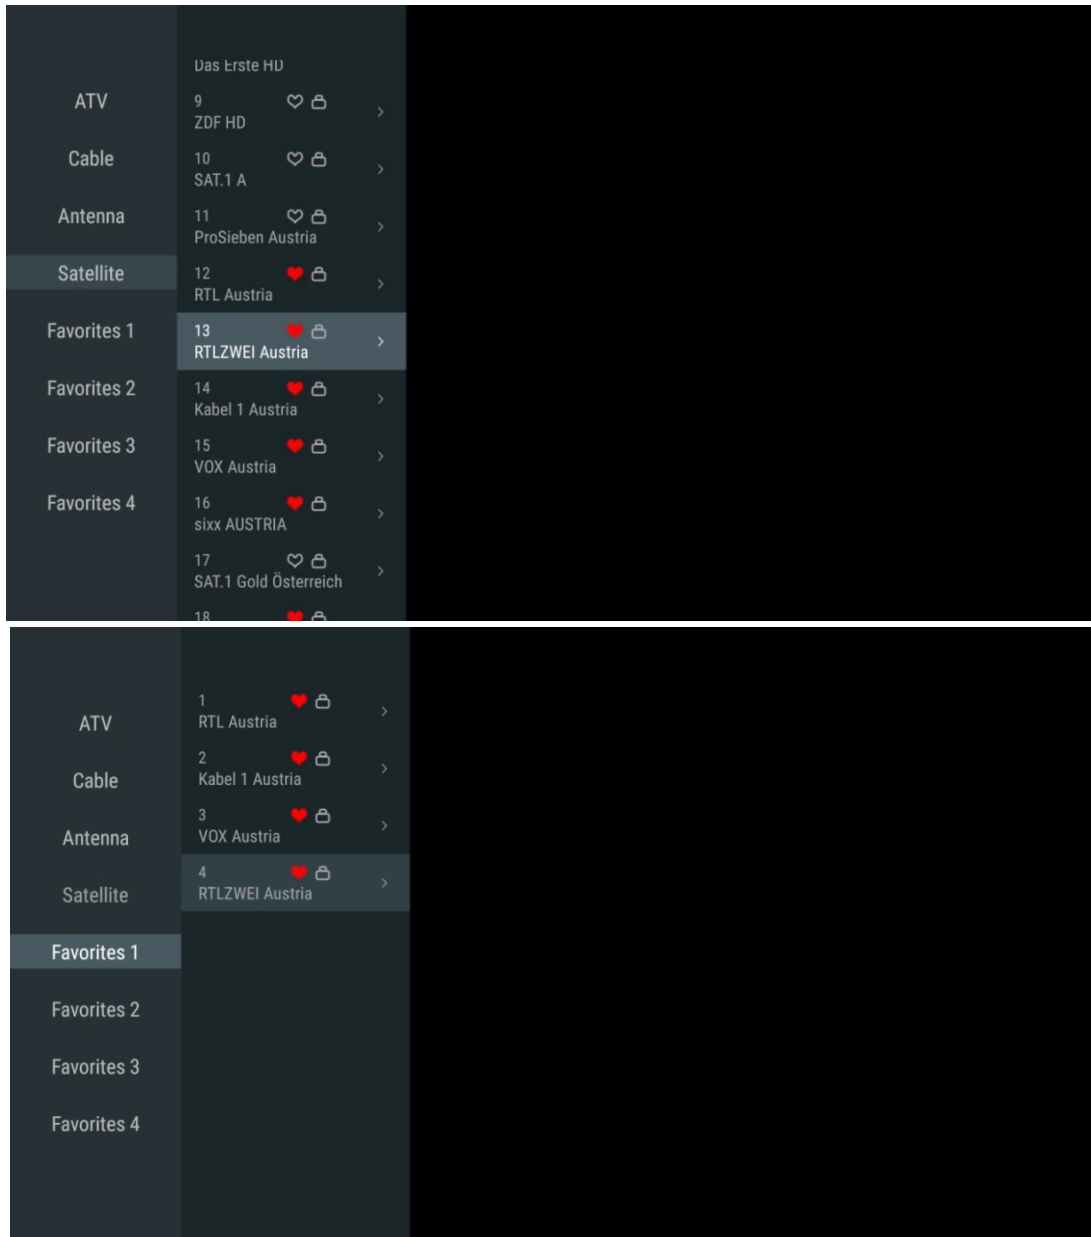 ATV
Cable
Antenna
Satellite
Favorites 1
Favorites 2
Favorites 3
Favorites 4
Das Erste HD
9
ZDF HD
10
SAT.1 A
11
ProSieben Austria
12
RTL Austria
13
RTLZWEI Austria
14
Kabel 1 Austria
15
VOX Austria
16
sixx AUSTRIA
17
SAT.1 Gold Österreich
18
ATV
Cable
Antenna
Satellite
Favorites 1
Favorites 2
Favorites 3
Favorites 4
1
RTL Austria
2
Kabel 1 Austria
3
VOX Austria
4
RTLZWEI Austria